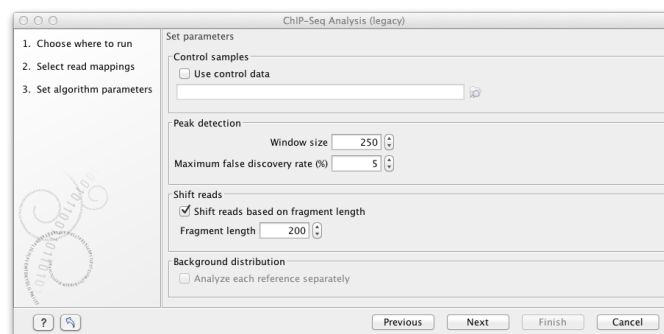 ChIP-Seq Analysis (legacy)
1. Choose where to run
2. Select read mappings
3. Set algorithm parameters
Set parameters
Control samples
Use control data
Peak detection
Window size 250
Maximum false discovery rate (%) 5
Shift reads
Shift reads based on fragment length
Fragment length 200
Background distribution
Analyze each reference separately
? Previous Next Finish Cancel